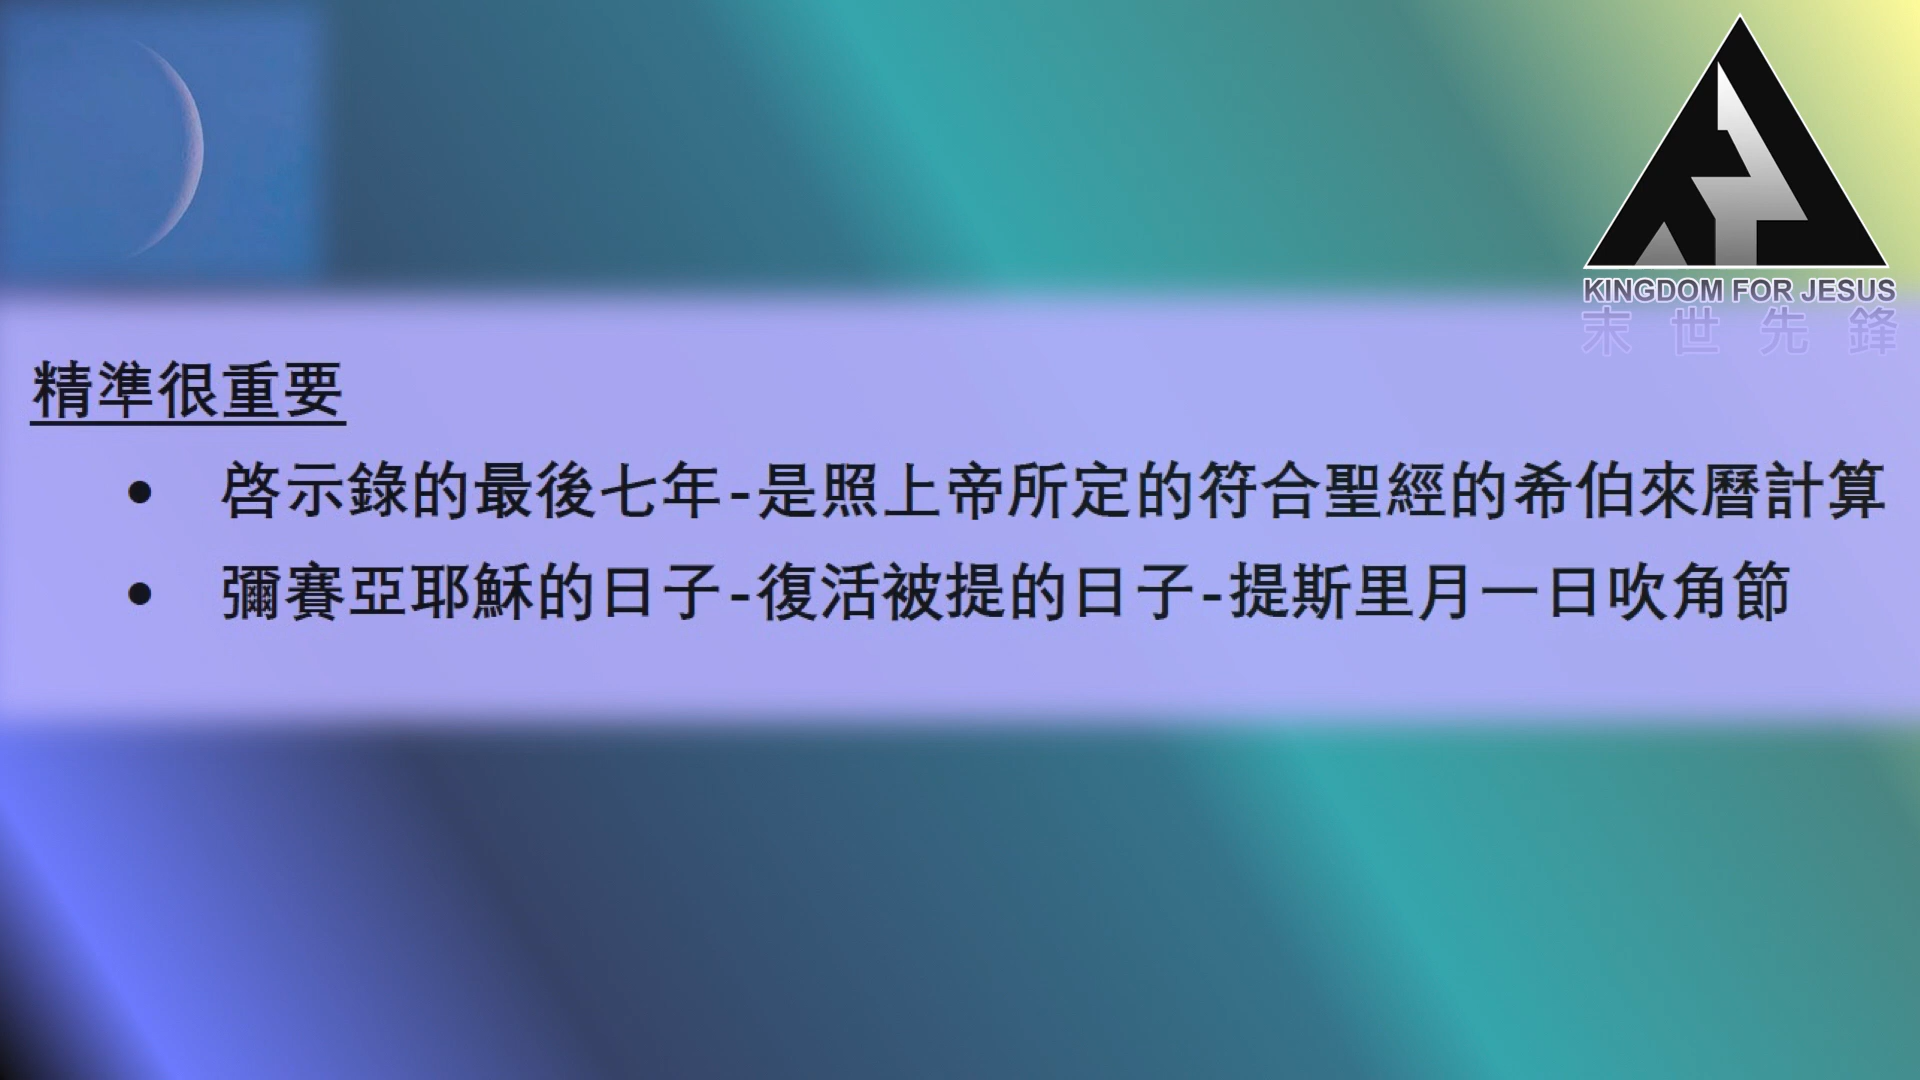 KINGDOM FOR JESUS
末世先鋒
精準很重要
• 啓示錄的最後七年-是照上帝所定的符合聖經的希伯來曆計算
• 彌賽亞耶穌的日子-復活被提的日子-提斯里月一日吹角節